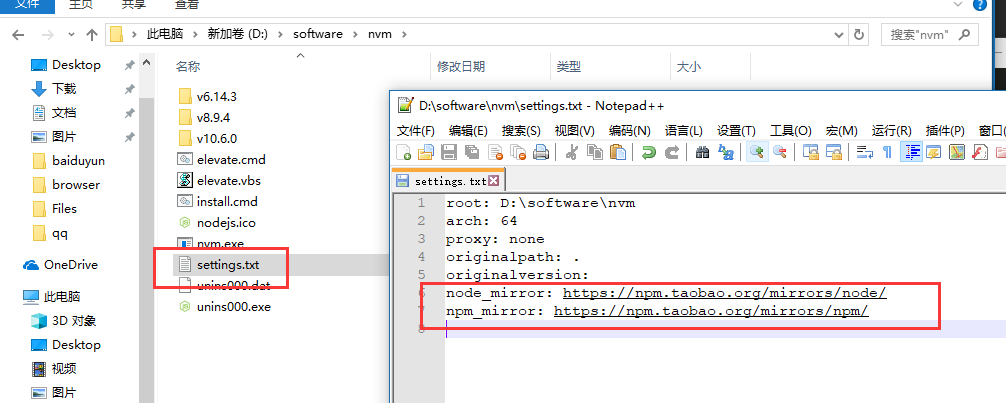 文件
主页
共享
查看
此电脑 › 新加卷 (D:) › software › nvm ›
搜索"nvm"
名称 修改日期 类型 大小
Desktop
下载
文档
图片
baiduyun
browser
Files
qq
OneDrive
此电脑
3D 对象
Desktop
视频
图片
v6.14.3
v8.9.4
v10.6.0
elevate.cmd
elevate.vbs
install.cmd
nodejs.ico
nvm.exe
settings.txt
unins000.dat
unins000.exe
D:\software\nvm\settings.txt - Notepad++
文件(F) 编辑(E) 搜索(S) 视图(V) 编码(N) 语言(L) 设置(T) 工具(O) 宏(M) 运行(R) 插件(P) 窗口
settings.txt
1 root: D:\software\nvm
2 arch: 64
3 proxy: none
4 originalpath: .
5 originalversion:
6 node_mirror: https://npm.taobao.org/mirrors/node/
7 npm_mirror: https://npm.taobao.org/mirrors/npm/
8